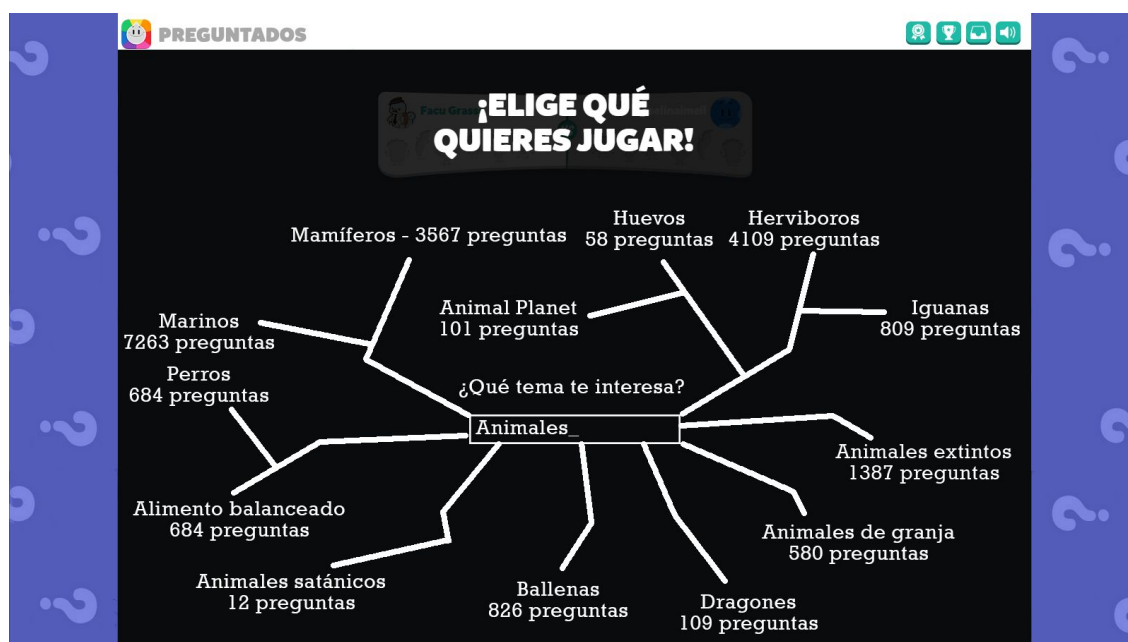 PREGUNTADOS
¡ELIGE QUÉ
QUIERES JUGAR!
Facu Graso
Mamíferos - 3567 preguntas
Huevos
58 preguntas
Herviboros
4109 preguntas
Animal Planet
101 preguntas
Iguanas
809 preguntas
Marinos
7263 preguntas
Perros
684 preguntas
¿Qué tema te interesa?
Animales_
Animales extintos
1387 preguntas
Alimento balanceado
684 preguntas
Animales de granja
580 preguntas
Animales satánicos
12 preguntas
Ballenas
826 preguntas
Dragones
109 preguntas